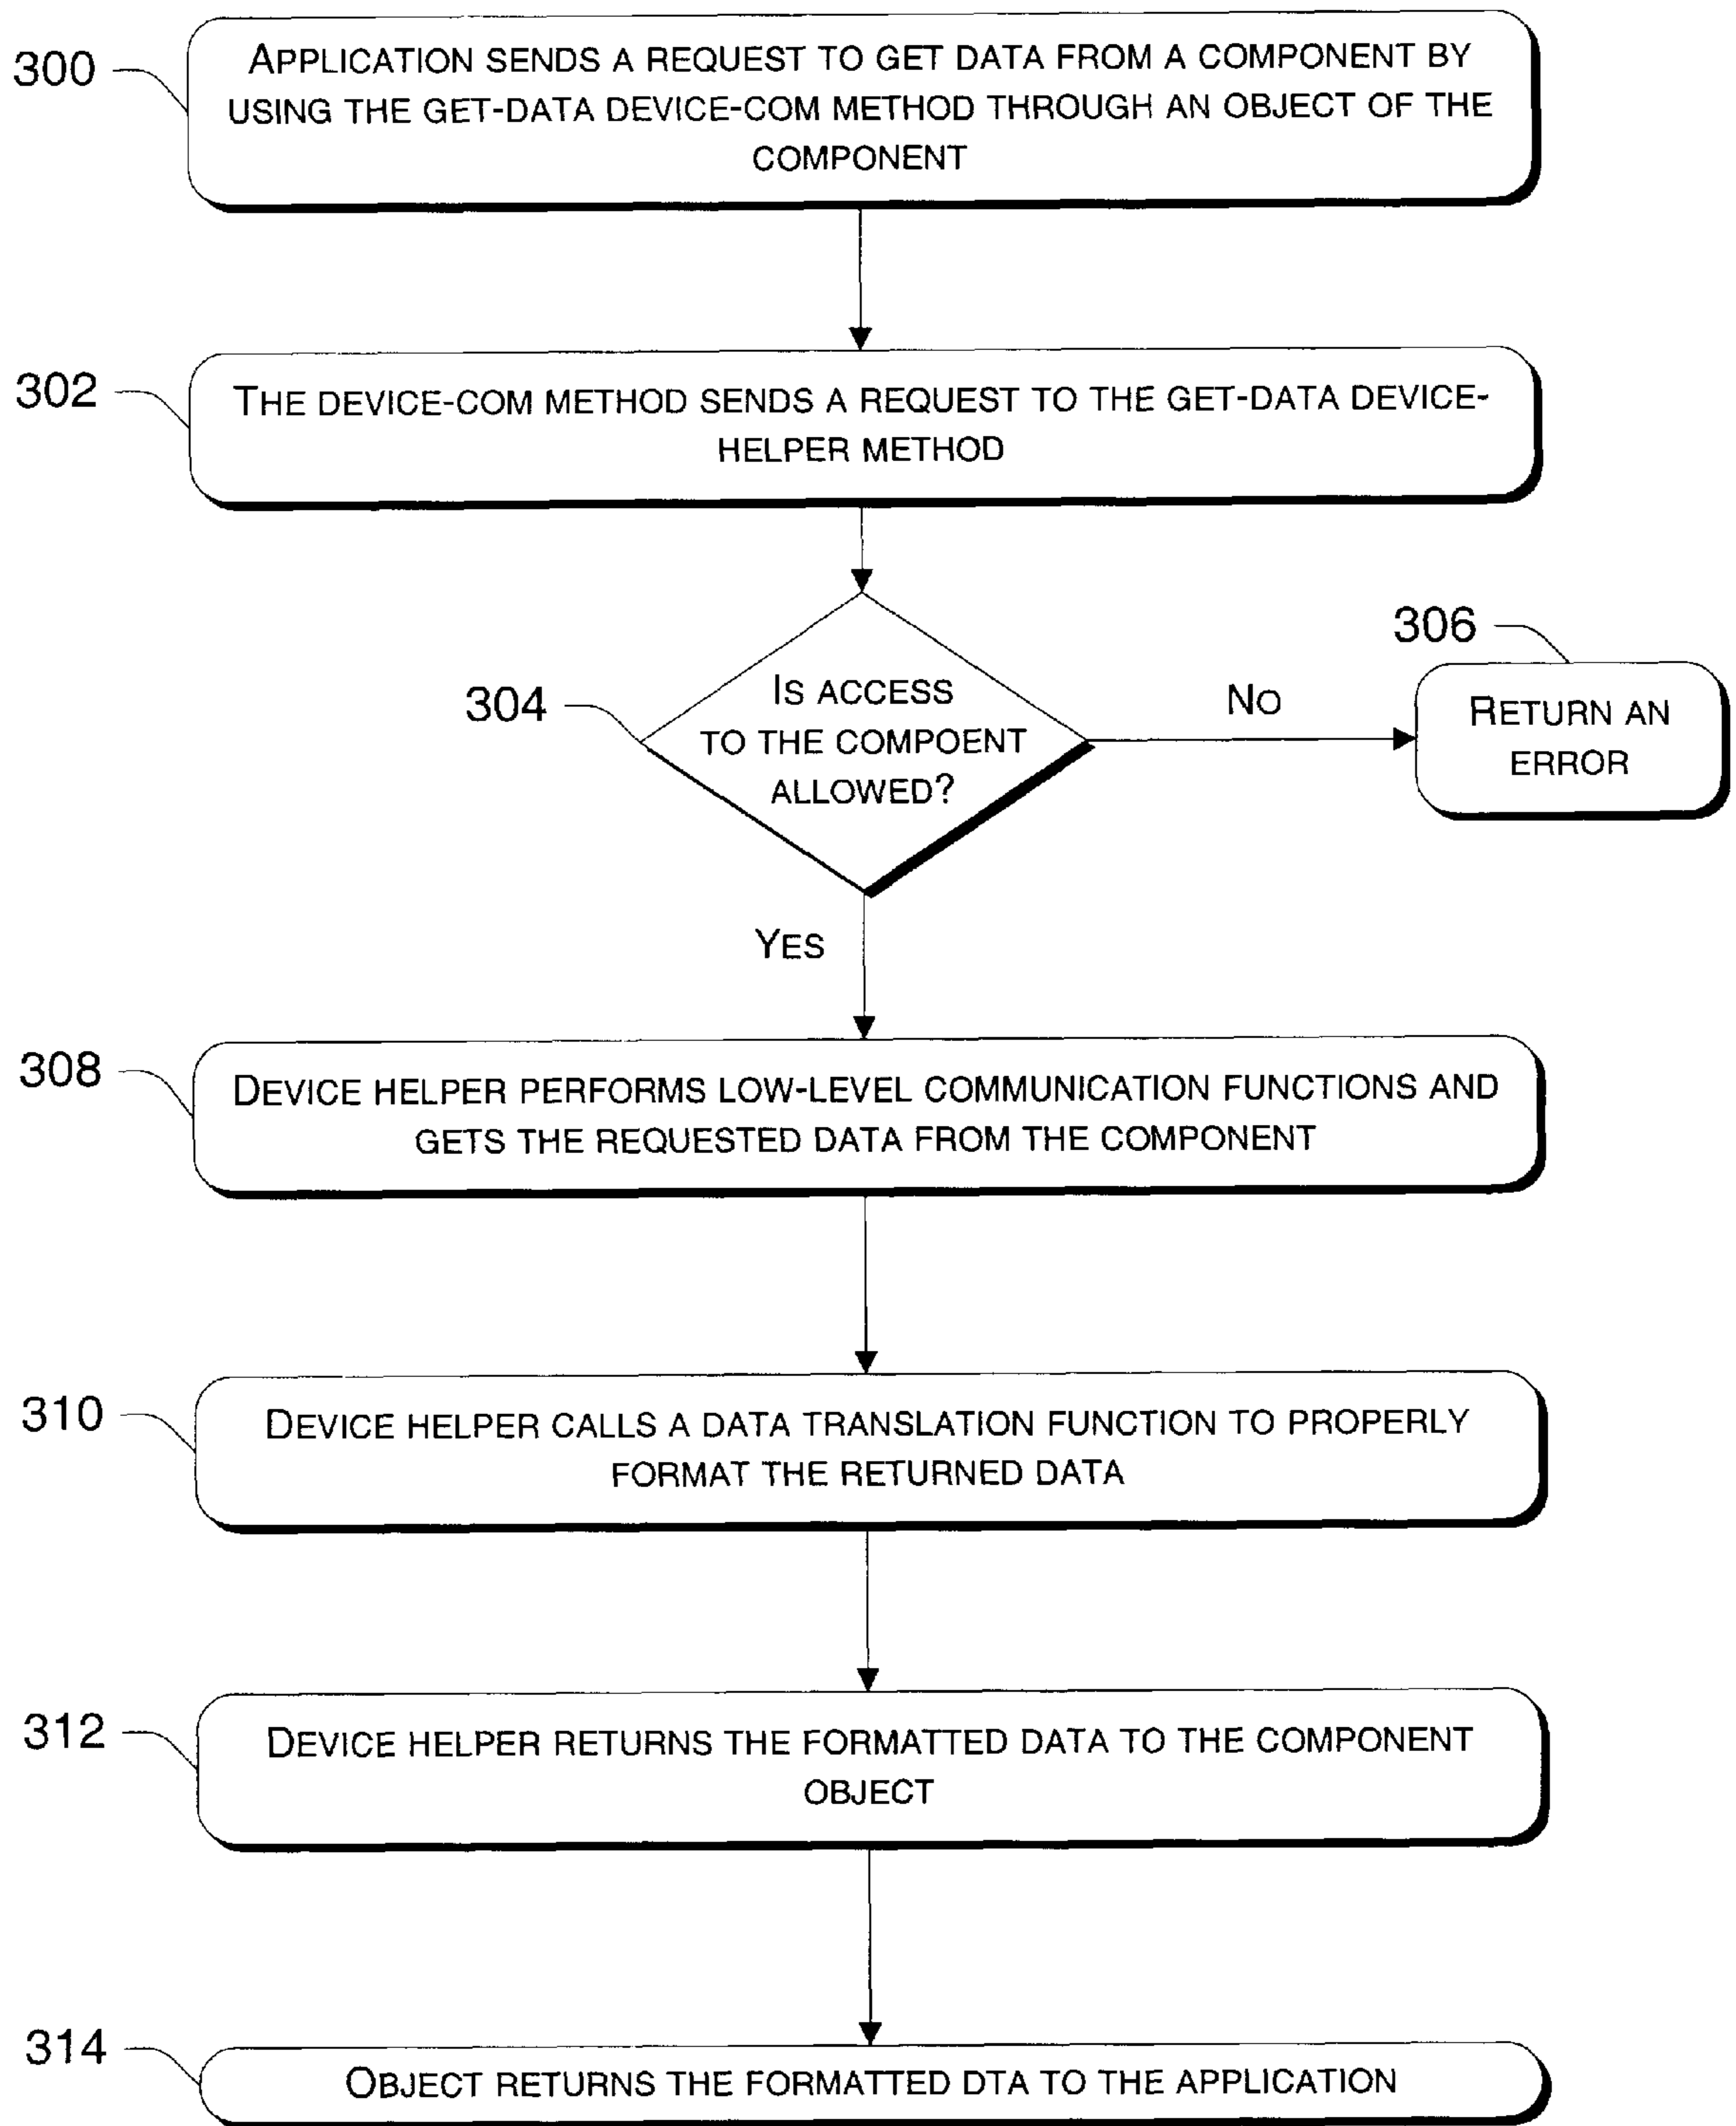 300
APPLICATION SENDS A REQUEST TO GET DATA FROM A COMPONENT BY
USING THE GET-DATA DEVICE-COM METHOD THROUGH AN OBJECT OF THE
COMPONENT
302
THE DEVICE-COM METHOD SENDS A REQUEST TO THE GET-DATA DEVICE-
HELPER METHOD
304
IS ACCESS
TO THE COMPOENT
ALLOWED?
NO
306
RETURN AN
ERROR
YES
308
DEVICE HELPER PERFORMS LOW-LEVEL COMMUNICATION FUNCTIONS AND
GETS THE REQUESTED DATA FROM THE COMPONENT
310
DEVICE HELPER CALLS A DATA TRANSLATION FUNCTION TO PROPERLY
FORMAT THE RETURNED DATA
312
DEVICE HELPER RETURNS THE FORMATTED DATA TO THE COMPONENT
OBJECT
314
OBJECT RETURNS THE FORMATTED DTA TO THE APPLICATION